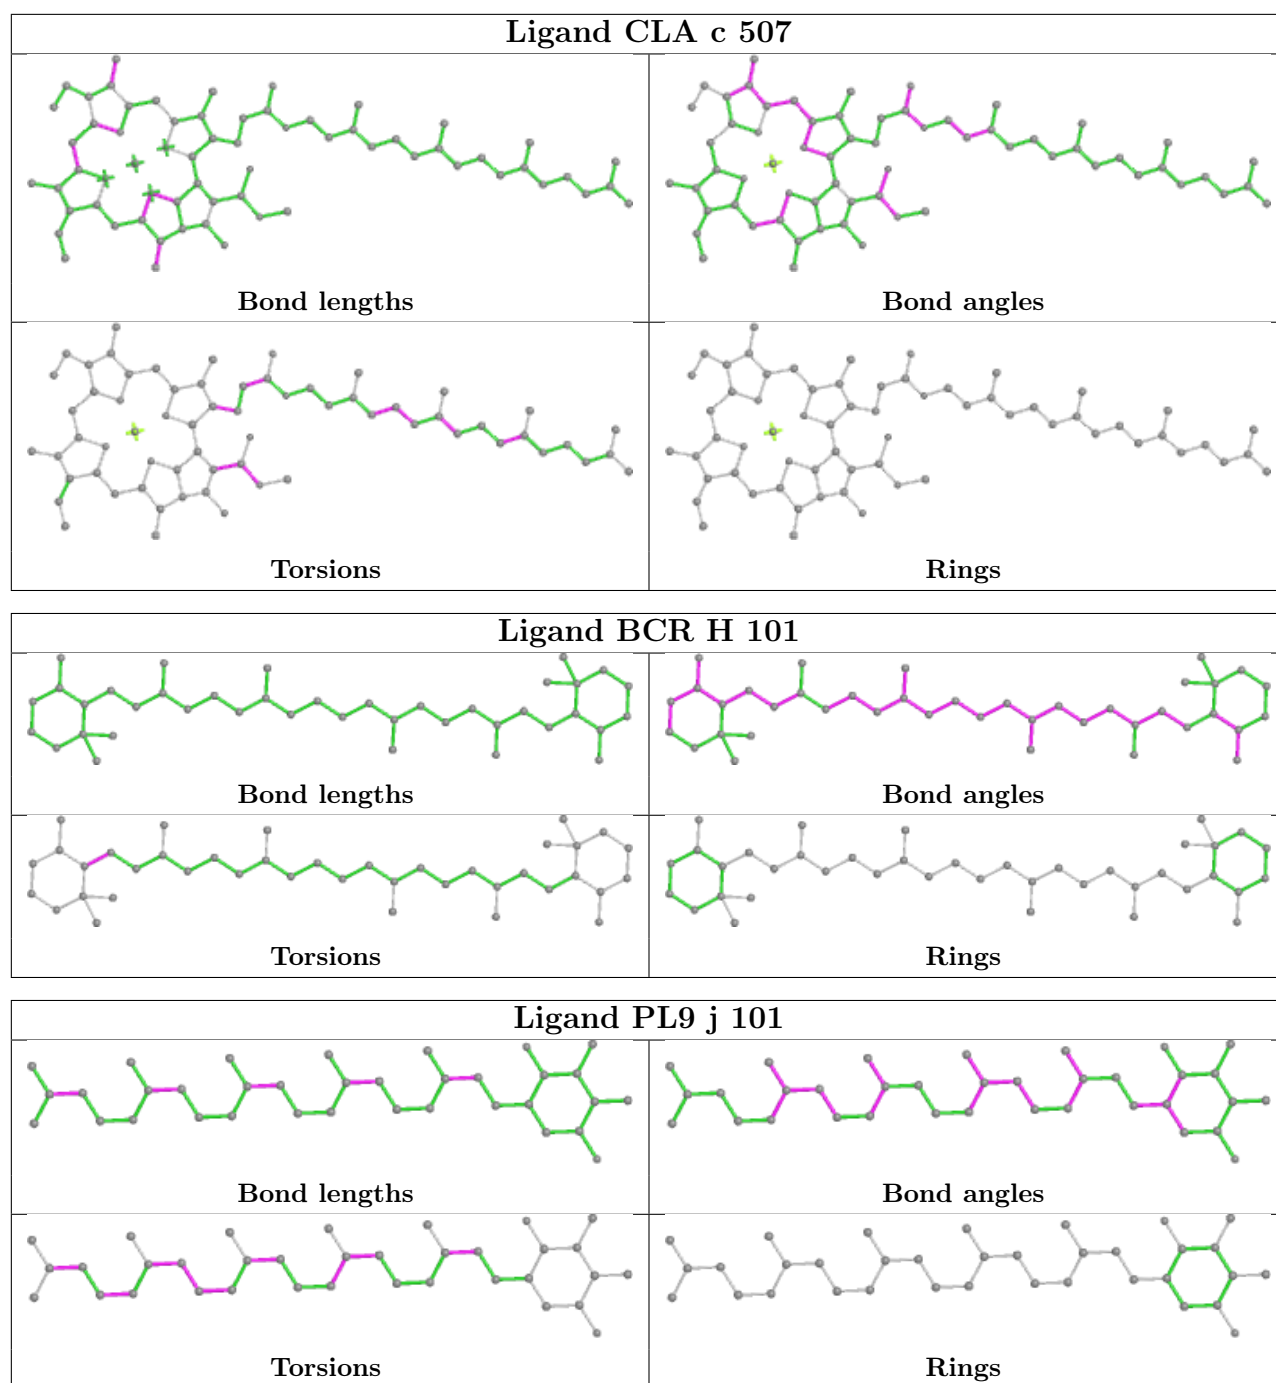 Ligand CLA c 507
Bond lengths
Bond angles
Torsions
Rings
Ligand BCR H 101
Bond lengths
Bond angles
Torsions
Rings
Ligand PL9 j 101
Bond lengths
Bond angles
Torsions
Rings